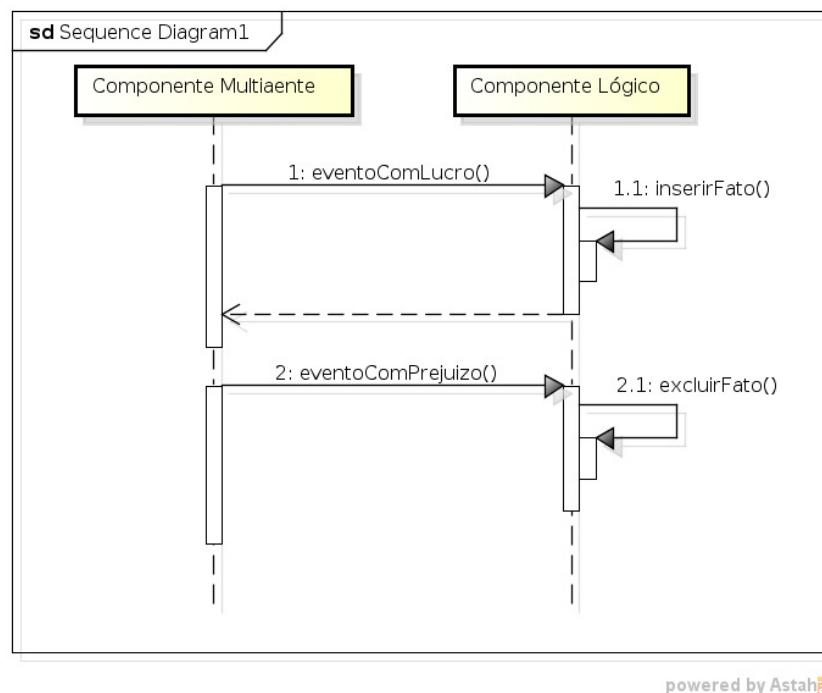 sd Sequence Diagram1
Componente Multiaente
Componente Lógico
1: eventoComLucro()
1.1: inserirFato()
2: eventoComPrejuizo()
2.1: excluirFato()
powered by Astah